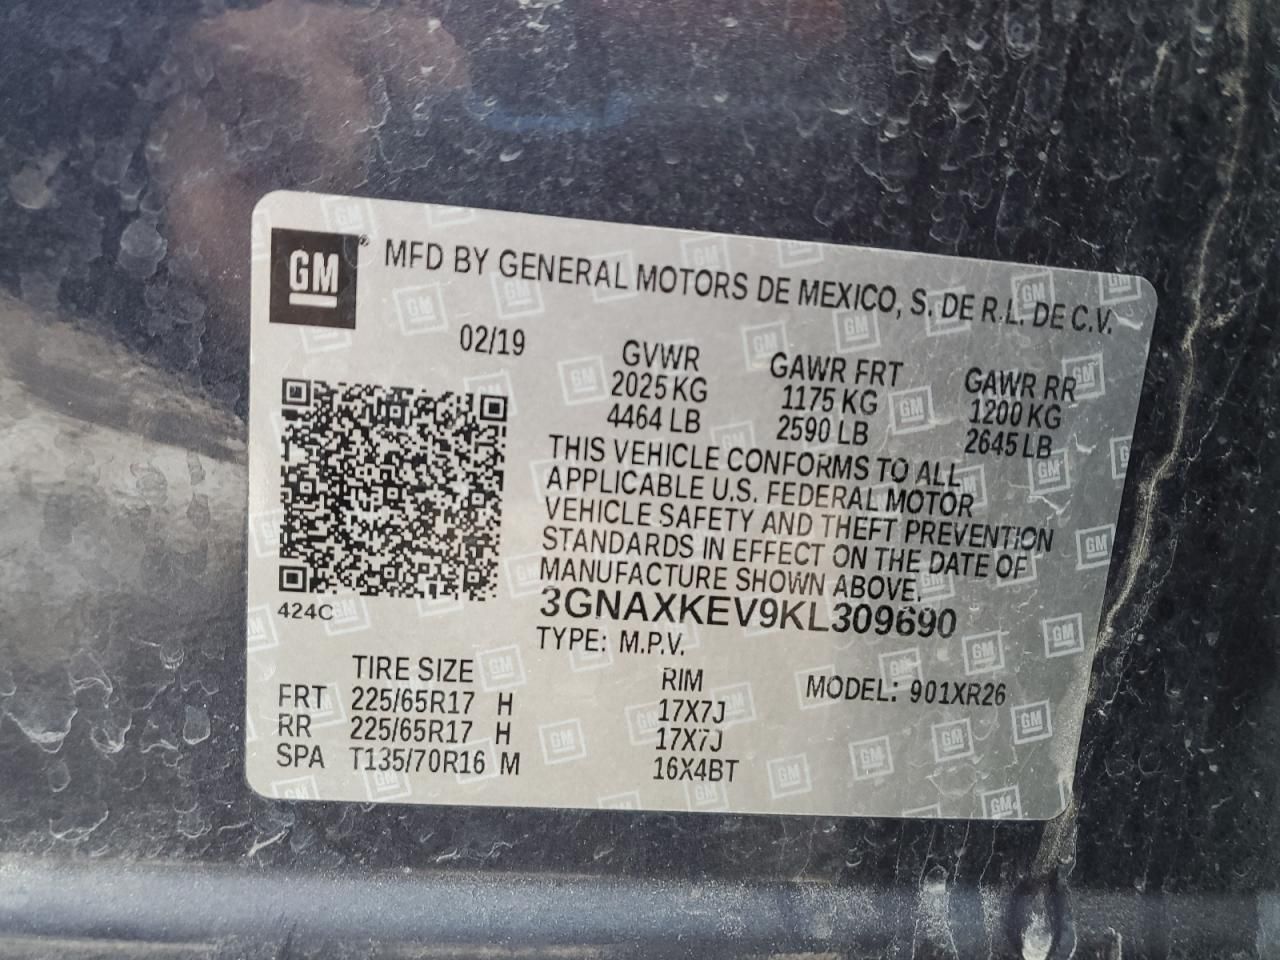 GM
MFD BY GENERAL MOTORS DE MEXICO, S. DE R.L. DE C.V.
02/19
GVWR GAWR FRT GAWR RR
2025 KG 1175 KG 1200 KG
4464 LB 2590 LB 2645 LB
THIS VEHICLE CONFORMS TO ALL
APPLICABLE U.S. FEDERAL MOTOR
VEHICLE SAFETY AND THEFT PREVENTION
STANDARDS IN EFFECT ON THE DATE OF
MANUFACTURE SHOWN ABOVE.
424C
3GNAXKEV9KL309690
TYPE: M.P.V.
TIRE SIZE RIM MODEL: 901XR26
FRT 225/65R17 H 17X7J
RR 225/65R17 H 17X7J
SPA T135/70R16 M 16X4BT